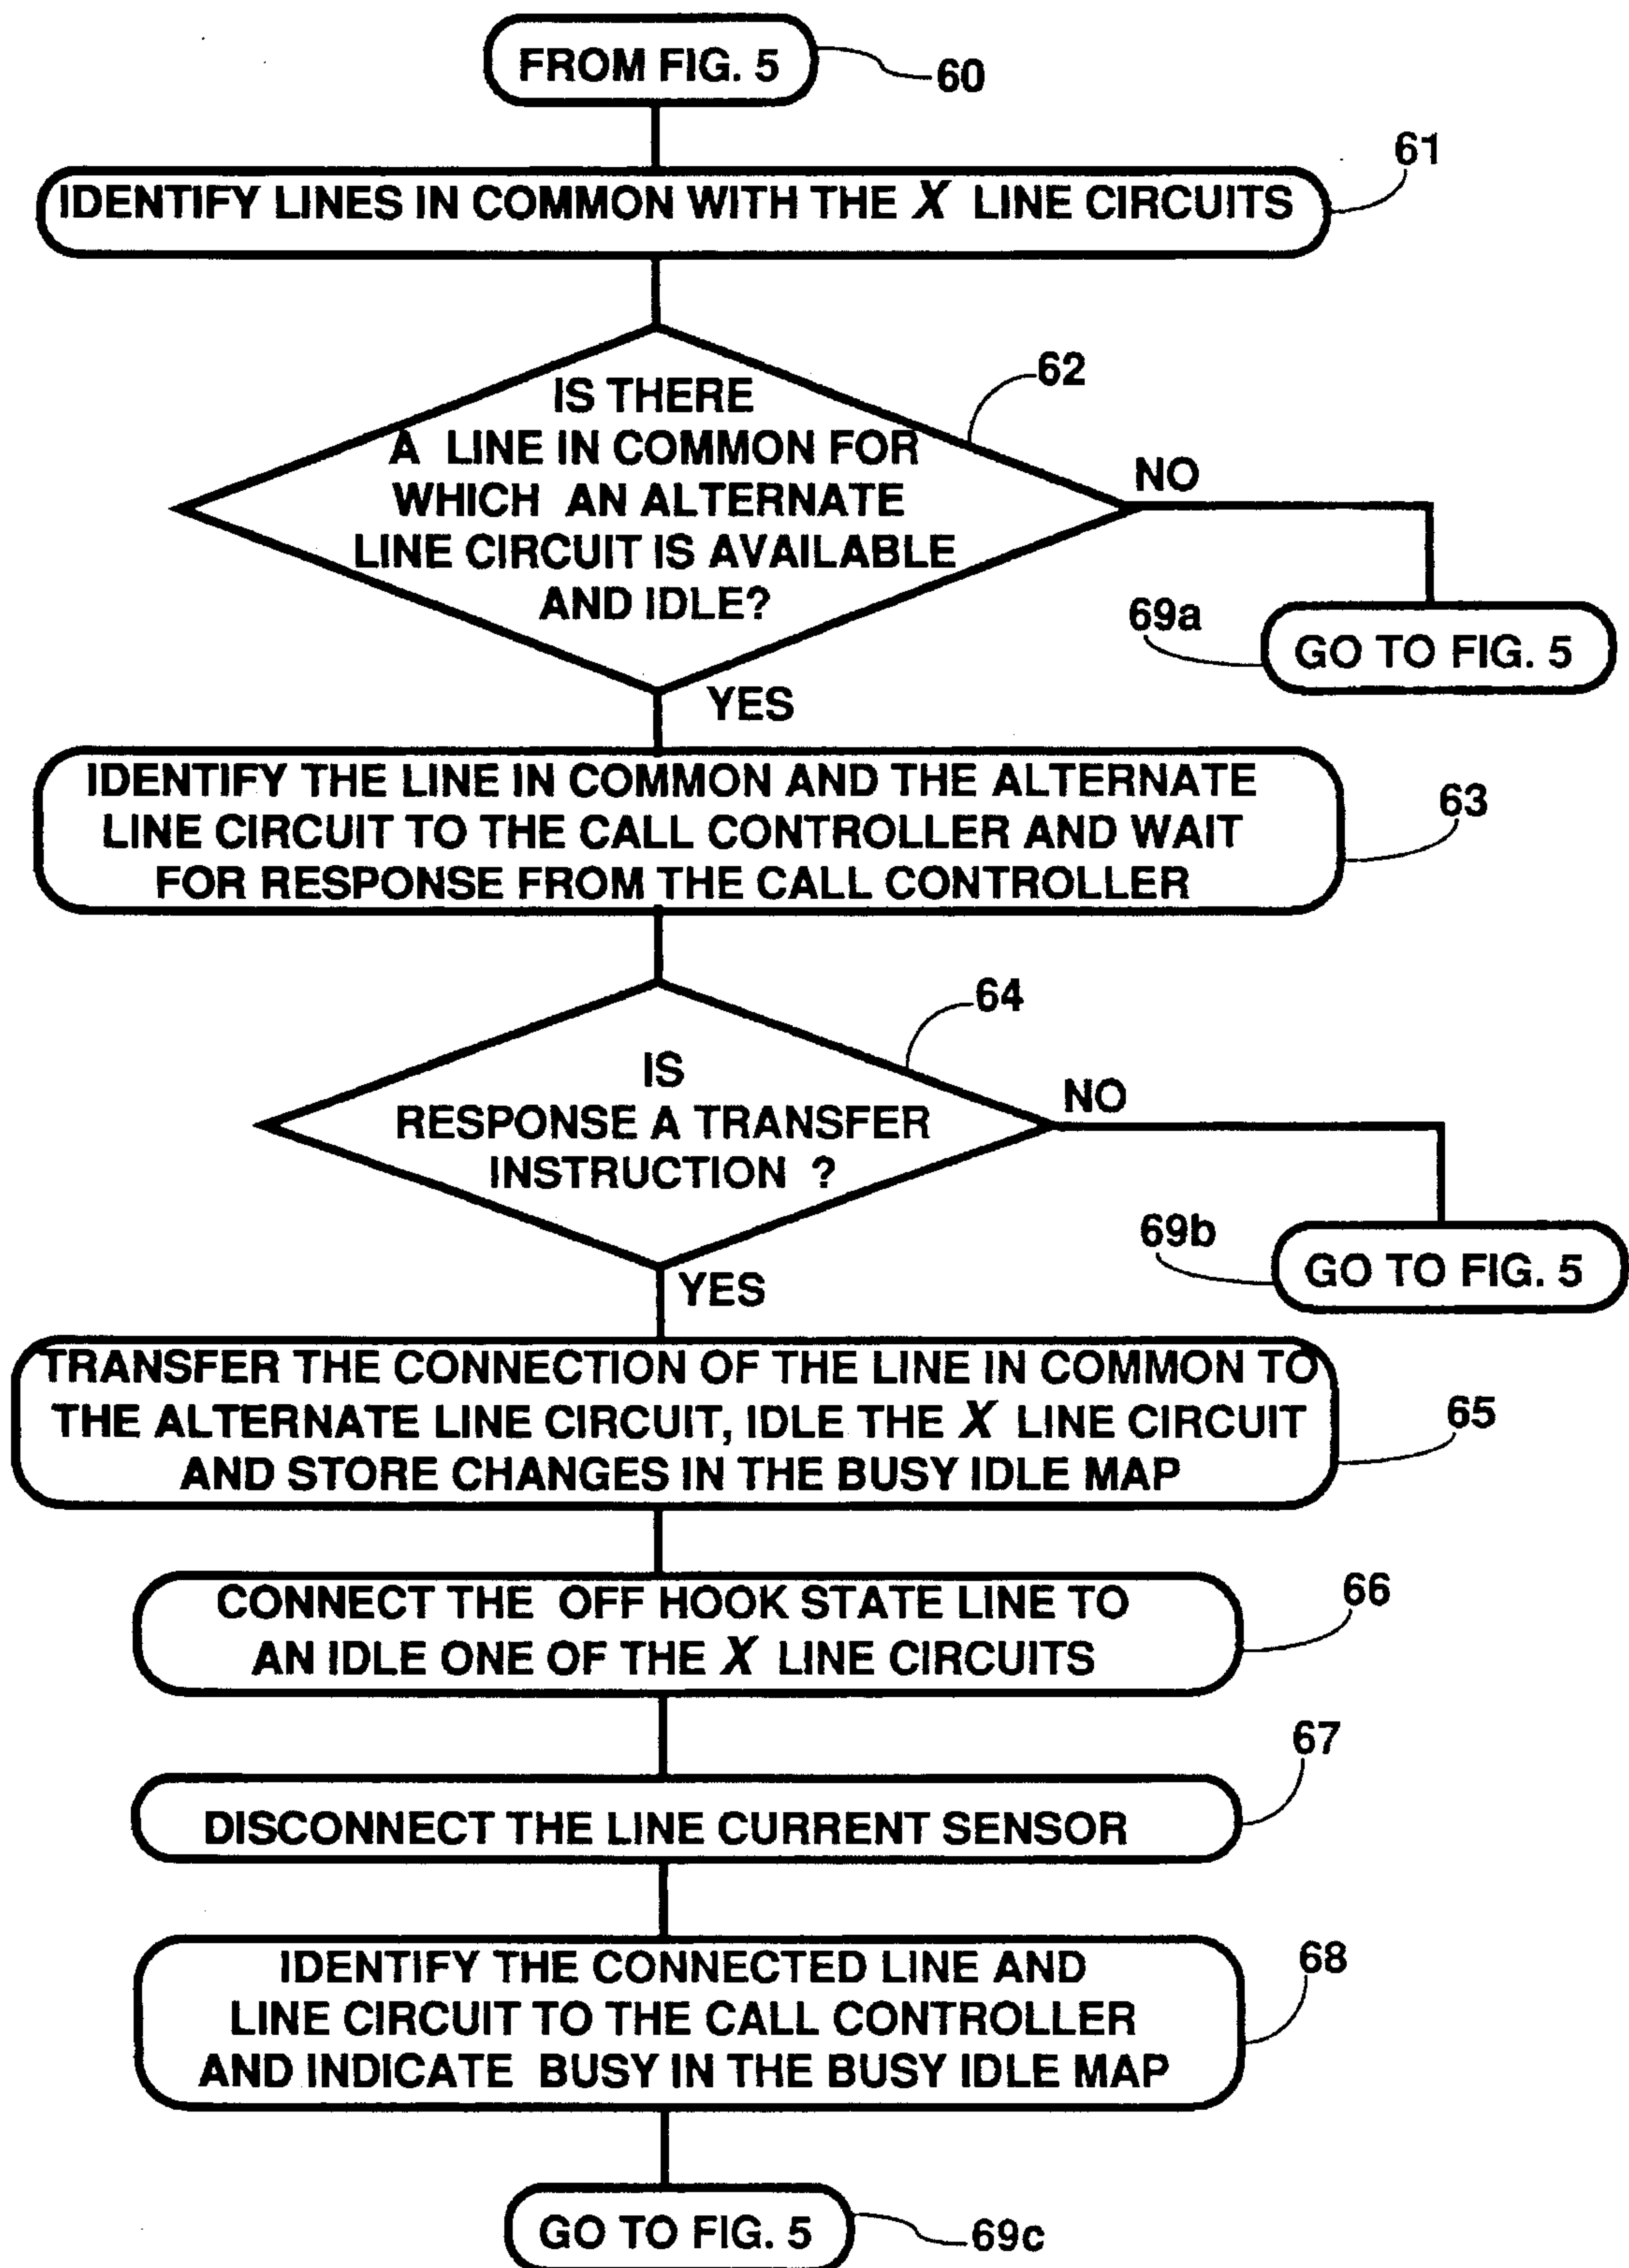 FROM FIG. 5
60
61
IDENTIFY LINES IN COMMON WITH THE X LINE CIRCUITS
62
IS THERE
A LINE IN COMMON FOR
WHICH AN ALTERNATE
LINE CIRCUIT IS AVAILABLE
AND IDLE?
NO
69a
GO TO FIG. 5
YES
IDENTIFY THE LINE IN COMMON AND THE ALTERNATE
LINE CIRCUIT TO THE CALL CONTROLLER AND WAIT
FOR RESPONSE FROM THE CALL CONTROLLER
63
64
IS
RESPONSE A TRANSFER
INSTRUCTION ?
NO
69b
GO TO FIG. 5
YES
TRANSFER THE CONNECTION OF THE LINE IN COMMON TO
THE ALTERNATE LINE CIRCUIT, IDLE THE X LINE CIRCUIT
AND STORE CHANGES IN THE BUSY IDLE MAP
65
CONNECT THE OFF HOOK STATE LINE TO
AN IDLE ONE OF THE X LINE CIRCUITS
66
67
DISCONNECT THE LINE CURRENT SENSOR
IDENTIFY THE CONNECTED LINE AND
LINE CIRCUIT TO THE CALL CONTROLLER
AND INDICATE BUSY IN THE BUSY IDLE MAP
68
GO TO FIG. 5
69c